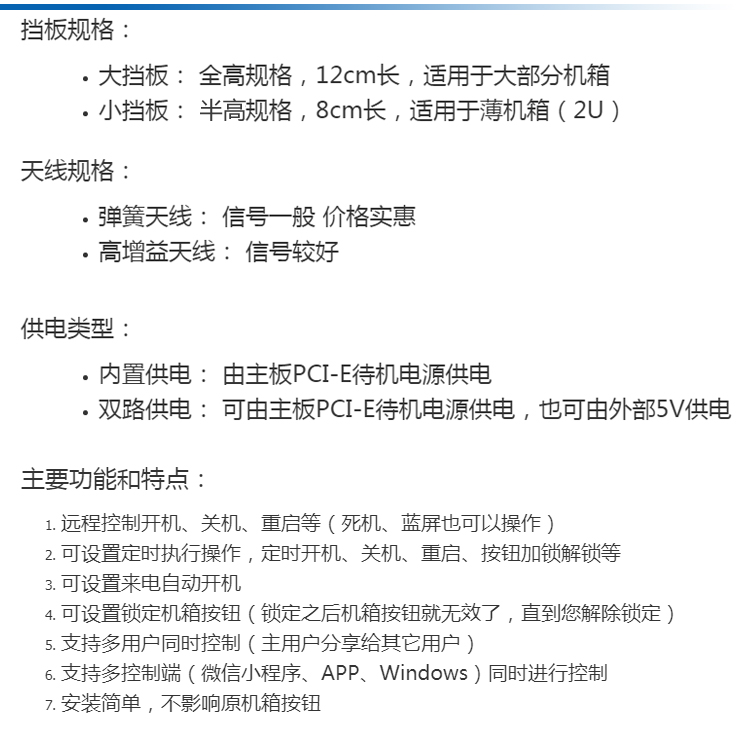 挡板规格：
• 大挡板： 全高规格，12cm长，适用于大部分机箱
• 小挡板： 半高规格，8cm长，适用于薄机箱（2U）
天线规格：
• 弹簧天线： 信号一般 价格实惠
• 高增益天线： 信号较好
供电类型：
• 内置供电： 由主板PCI-E待机电源供电
• 双路供电： 可由主板PCI-E待机电源供电，也可由外部5V供电
主要功能和特点：
1. 远程控制开机、关机、重启等（死机、蓝屏也可以操作）
2. 可设置定时执行操作，定时开机、关机、重启、按钮加锁解锁等
3. 可设置来电自动开机
4. 可设置锁定机箱按钮（锁定之后机箱按钮就无效了，直到您解除锁定）
5. 支持多用户同时控制（主用户分享给其它用户）
6. 支持多控制端（微信小程序、APP、Windows）同时进行控制
7. 安装简单，不影响原机箱按钮